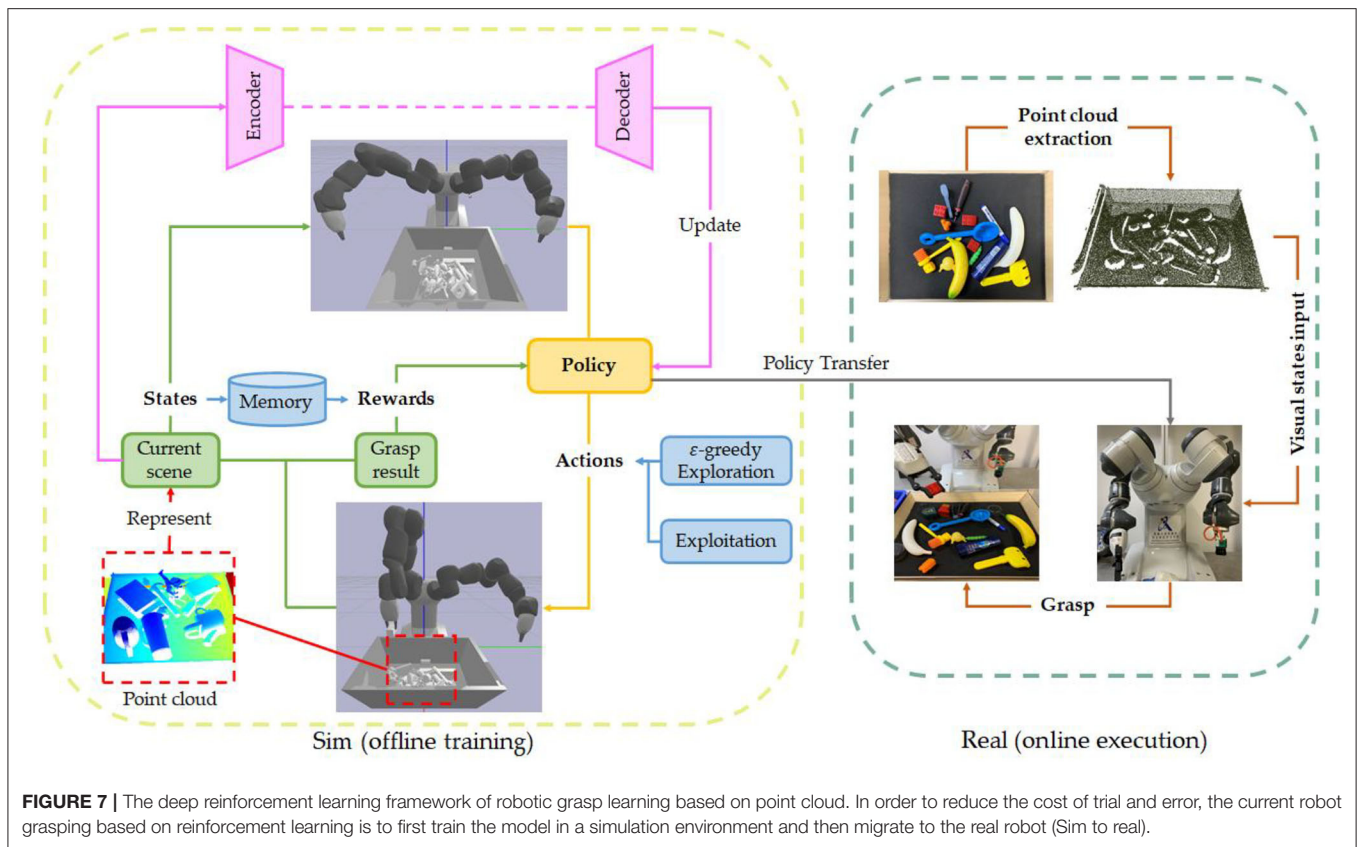 Encoder
Decoder
Point cloud
extraction
Update
Visual states input
Policy
Policy Transfer
States
Memory
Rewards
Current
scene
Grasp
result
Actions
ε-greedy
Exploration
Exploitation
Represent
Point cloud
Grasp
Sim (offline training)
Real (online execution)
FIGURE 7 | The deep reinforcement learning framework of robotic grasp learning based on point cloud. In order to reduce the cost of trial and error, the current robot
grasping based on reinforcement learning is to first train the model in a simulation environment and then migrate to the real robot (Sim to real).